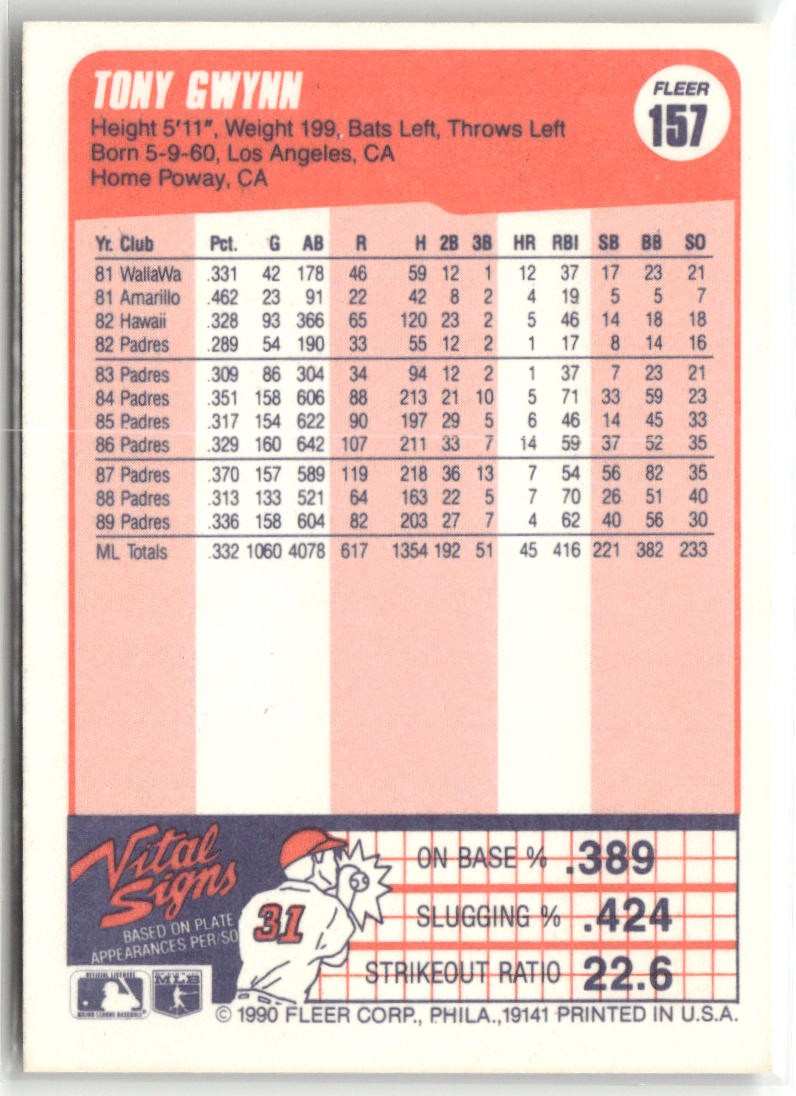 TONY GWYNN
FLEER
157
Height 5'11", Weight 199, Bats Left, Throws Left
Born 5-9-60, Los Angeles, CA
Home Poway, CA
Yr. Club Pct. G AB R H 2B 3B HR RBI SB BB SO
81 WallaWa .331 42 178 46 59 12 1 12 37 17 23 21
81 Amarillo .462 23 91 22 42 8 2 4 19 5 5 7
82 Hawaii .328 93 366 65 120 23 2 5 46 14 18 18
82 Padres .289 54 190 33 55 12 2 1 17 8 14 16
83 Padres .309 86 304 34 94 12 2 1 37 7 23 21
84 Padres .351 158 606 88 213 21 10 5 71 33 59 23
85 Padres .317 154 622 90 197 29 5 6 46 14 45 33
86 Padres .329 160 642 107 211 33 7 14 59 37 52 35
87 Padres .370 157 589 119 218 36 13 7 54 56 82 35
88 Padres .313 133 521 64 163 22 5 7 70 26 51 40
89 Padres .336 158 604 82 203 27 7 4 62 40 56 30
ML Totals .332 1060 4078 617 1354 192 51 45 416 221 382 233
Vital
Signs
BASED ON PLATE
APPEARANCES PER/SO
31
ON BASE % .389
SLUGGING % .424
STRIKEOUT RATIO 22.6
OFFICIAL LICENSEE
MAJOR LEAGUE BASEBALL
MLB
© 1990 FLEER CORP., PHILA.,19141 PRINTED IN U.S.A.